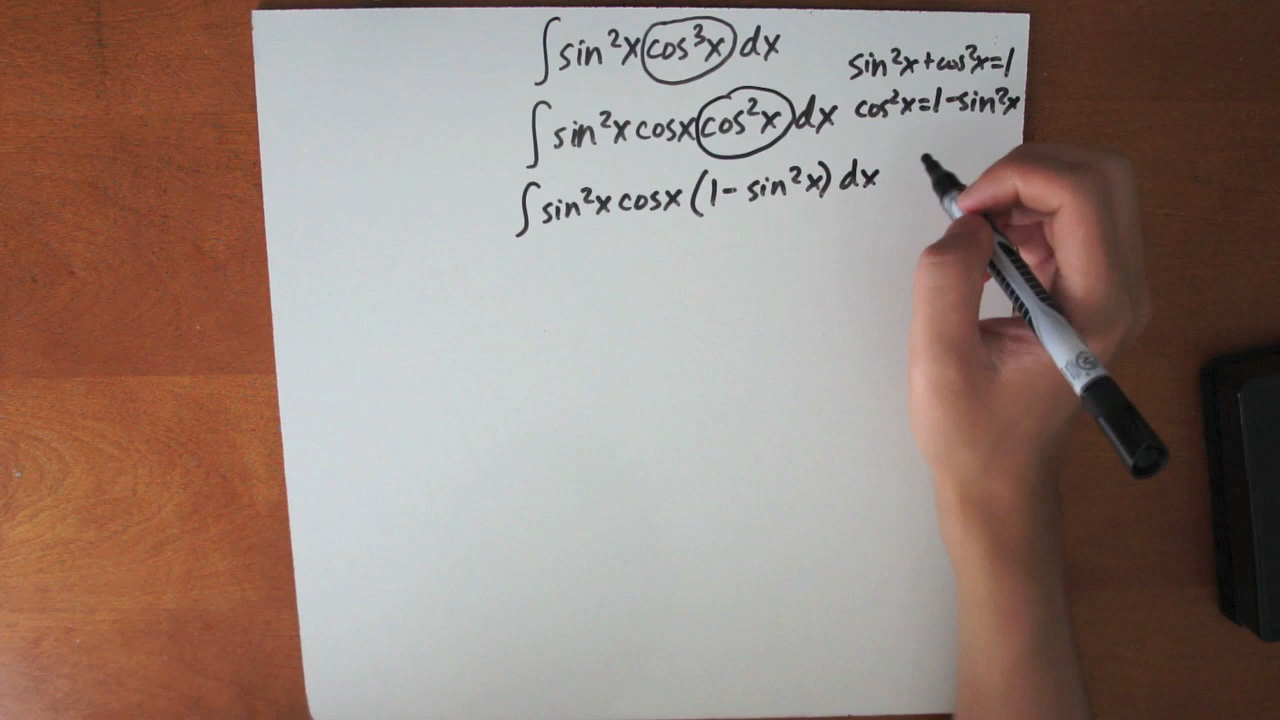 ∫ sin²x cos³x dx
sin²x + cos²x = 1
∫ sin²x cosx cos²x dx
cos²x = 1 - sin²x
∫ sin²x cosx (1 - sin²x) dx